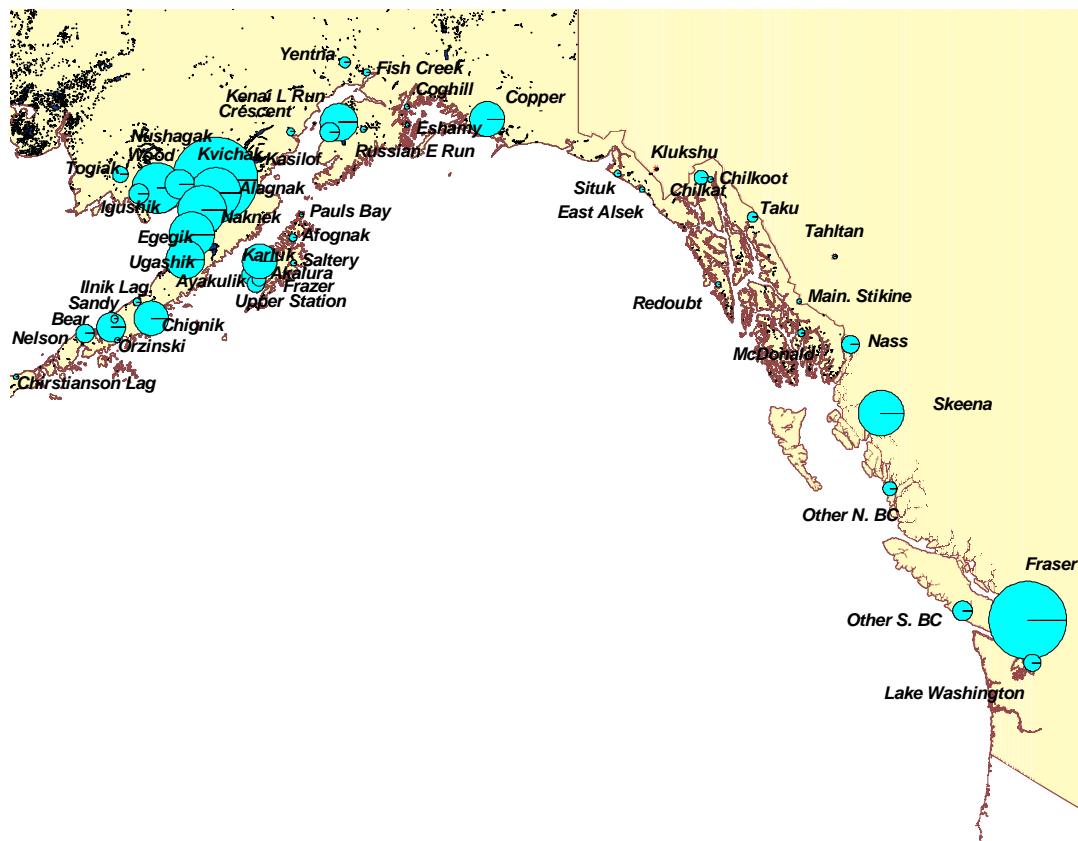 Yentna
Fish Creek
Coghill
Kenai L Run
Copper
Crescent
Eshamy
Nushagak
Russian E Run
Wood
Kvichak
Kasilof
Togiak
Klukshu
Chilkoot
Situk
Chilkat
Alagnak
Igushik
East Alsek
Taku
Pauls Bay
Naknek
Egegik
Afognak
Tahltan
Karluk
Saltery
Ugashik
Akalura
Ayakulik
Frazer
Ilnik Lag
Upper Station
Sandy
Redoubt
Main. Stikine
Bear
Chignik
Nelson
Orzinski
McDonald
Nass
Chirstianson Lag
Skeena
Other N. BC
Fraser
Other S. BC
Lake Washington